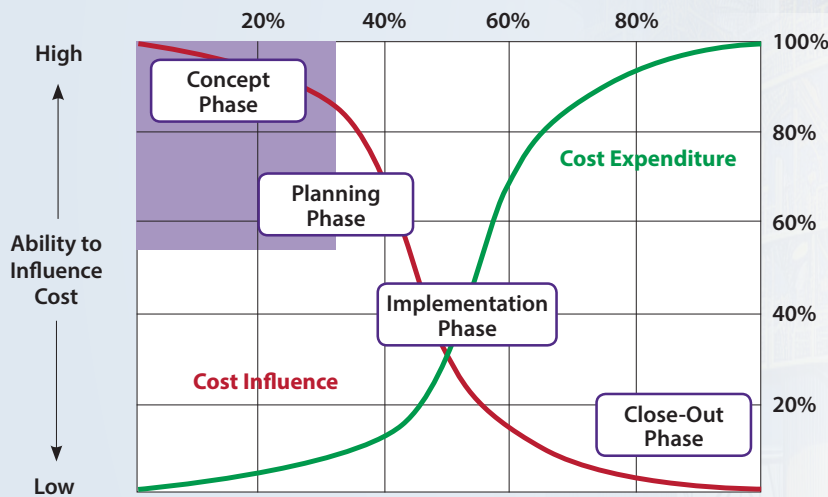 20% 40% 60% 80%
High
100%
Concept
Phase
80%
Cost Expenditure
Planning
Phase
60%
Ability to
Influence
Cost
Implementation
Phase
40%
Cost Influence
20%
Close-Out
Phase
Low